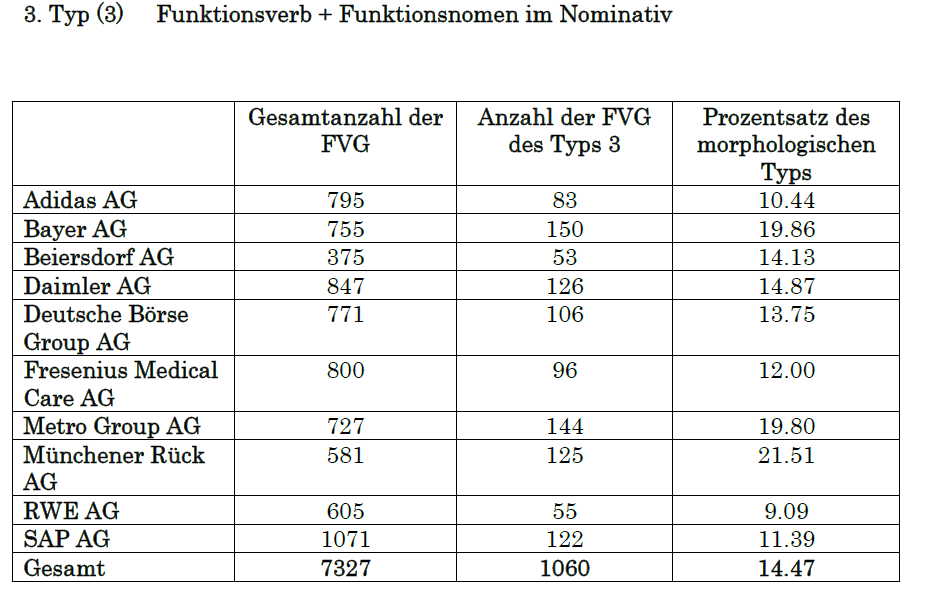 3. Typ (3) Funktionsverb + Funktionsnomen im Nominativ
Gesamtanzahl der FVG Anzahl der FVG des Typs 3 Prozentsatz des morphologischen Typs
Adidas AG 795 83 10.44
Bayer AG 755 150 19.86
Beiersdorf AG 375 53 14.13
Daimler AG 847 126 14.87
Deutsche Börse Group AG 771 106 13.75
Fresenius Medical Care AG 800 96 12.00
Metro Group AG 727 144 19.80
Münchener Rück AG 581 125 21.51
RWE AG 605 55 9.09
SAP AG 1071 122 11.39
Gesamt 7327 1060 14.47